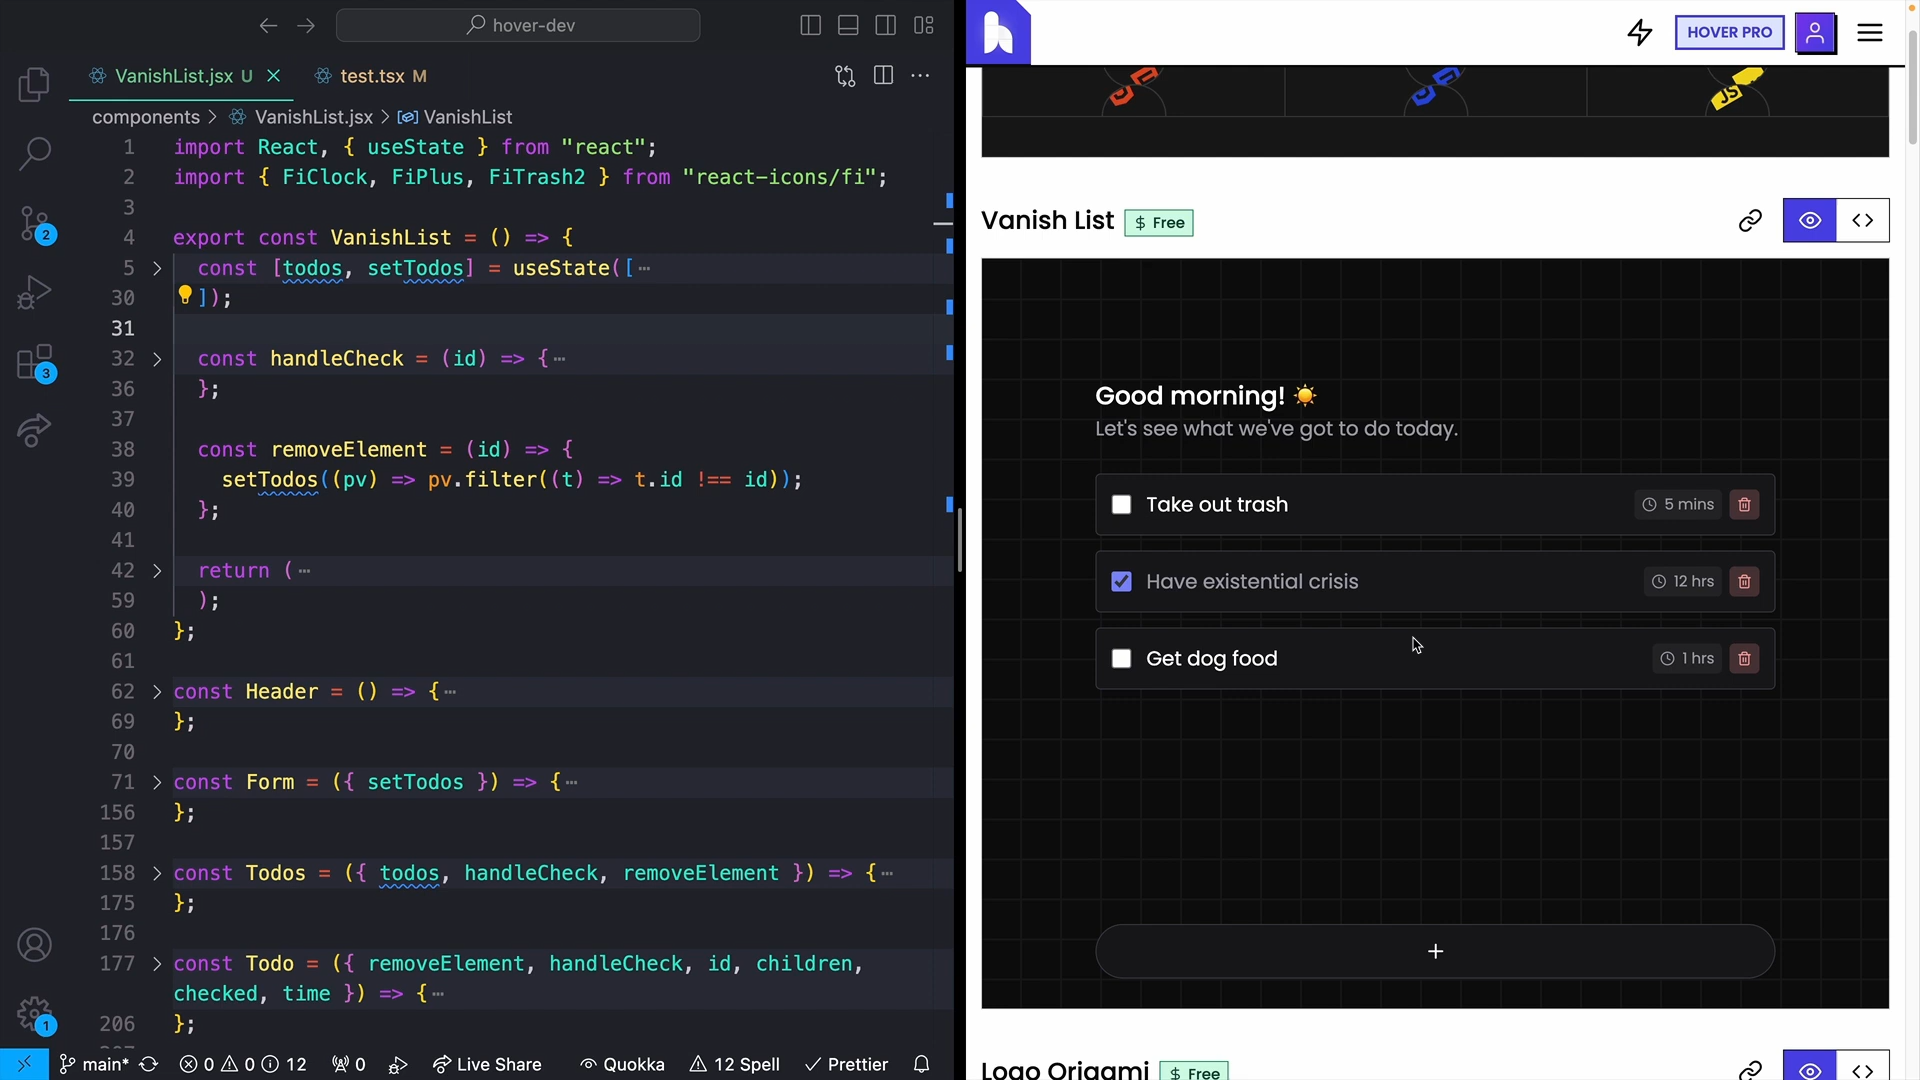 hover-dev
VanishList.jsx U
test.tsx M
components > VanishList.jsx > VanishList
1 import React, { useState } from "react";
2 import { FiClock, FiPlus, FiTrash2 } from "react-icons/fi";
3
4 export const VanishList = () => {
5 const [todos, setTodos] = useState([⋯
30 ]);
31
32 const handleCheck = (id) => {⋯
36 };
37
38 const removeElement = (id) => {
39 setTodos((pv) => pv.filter((t) => t.id !== id));
40 };
41
42 return (⋯
59 );
60 };
61
62 const Header = () => {⋯
69 };
70
71 const Form = ({ setTodos }) => {⋯
156 };
157
158 const Todos = ({ todos, handleCheck, removeElement }) => {⋯
175 };
176
177 const Todo = ({ removeElement, handleCheck, id, children,
checked, time }) => {⋯
206 };
2
3
1
main* 0 0 12 0 Live Share Quokka 12 Spell Prettier
h
HOVER PRO
JS
Vanish List
$ Free
Good morning! ☀️
Let's see what we've got to do today.
Take out trash
5 mins
Have existential crisis
12 hrs
Get dog food
1 hrs
+
Logo Origami
$ Free